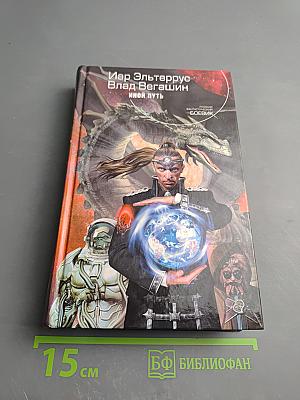 Иар Эльтеррус
Влад Вегашин
ИНОЙ ПУТЬ
БОЕВИК
15 см
БФ БИБЛИОФАН